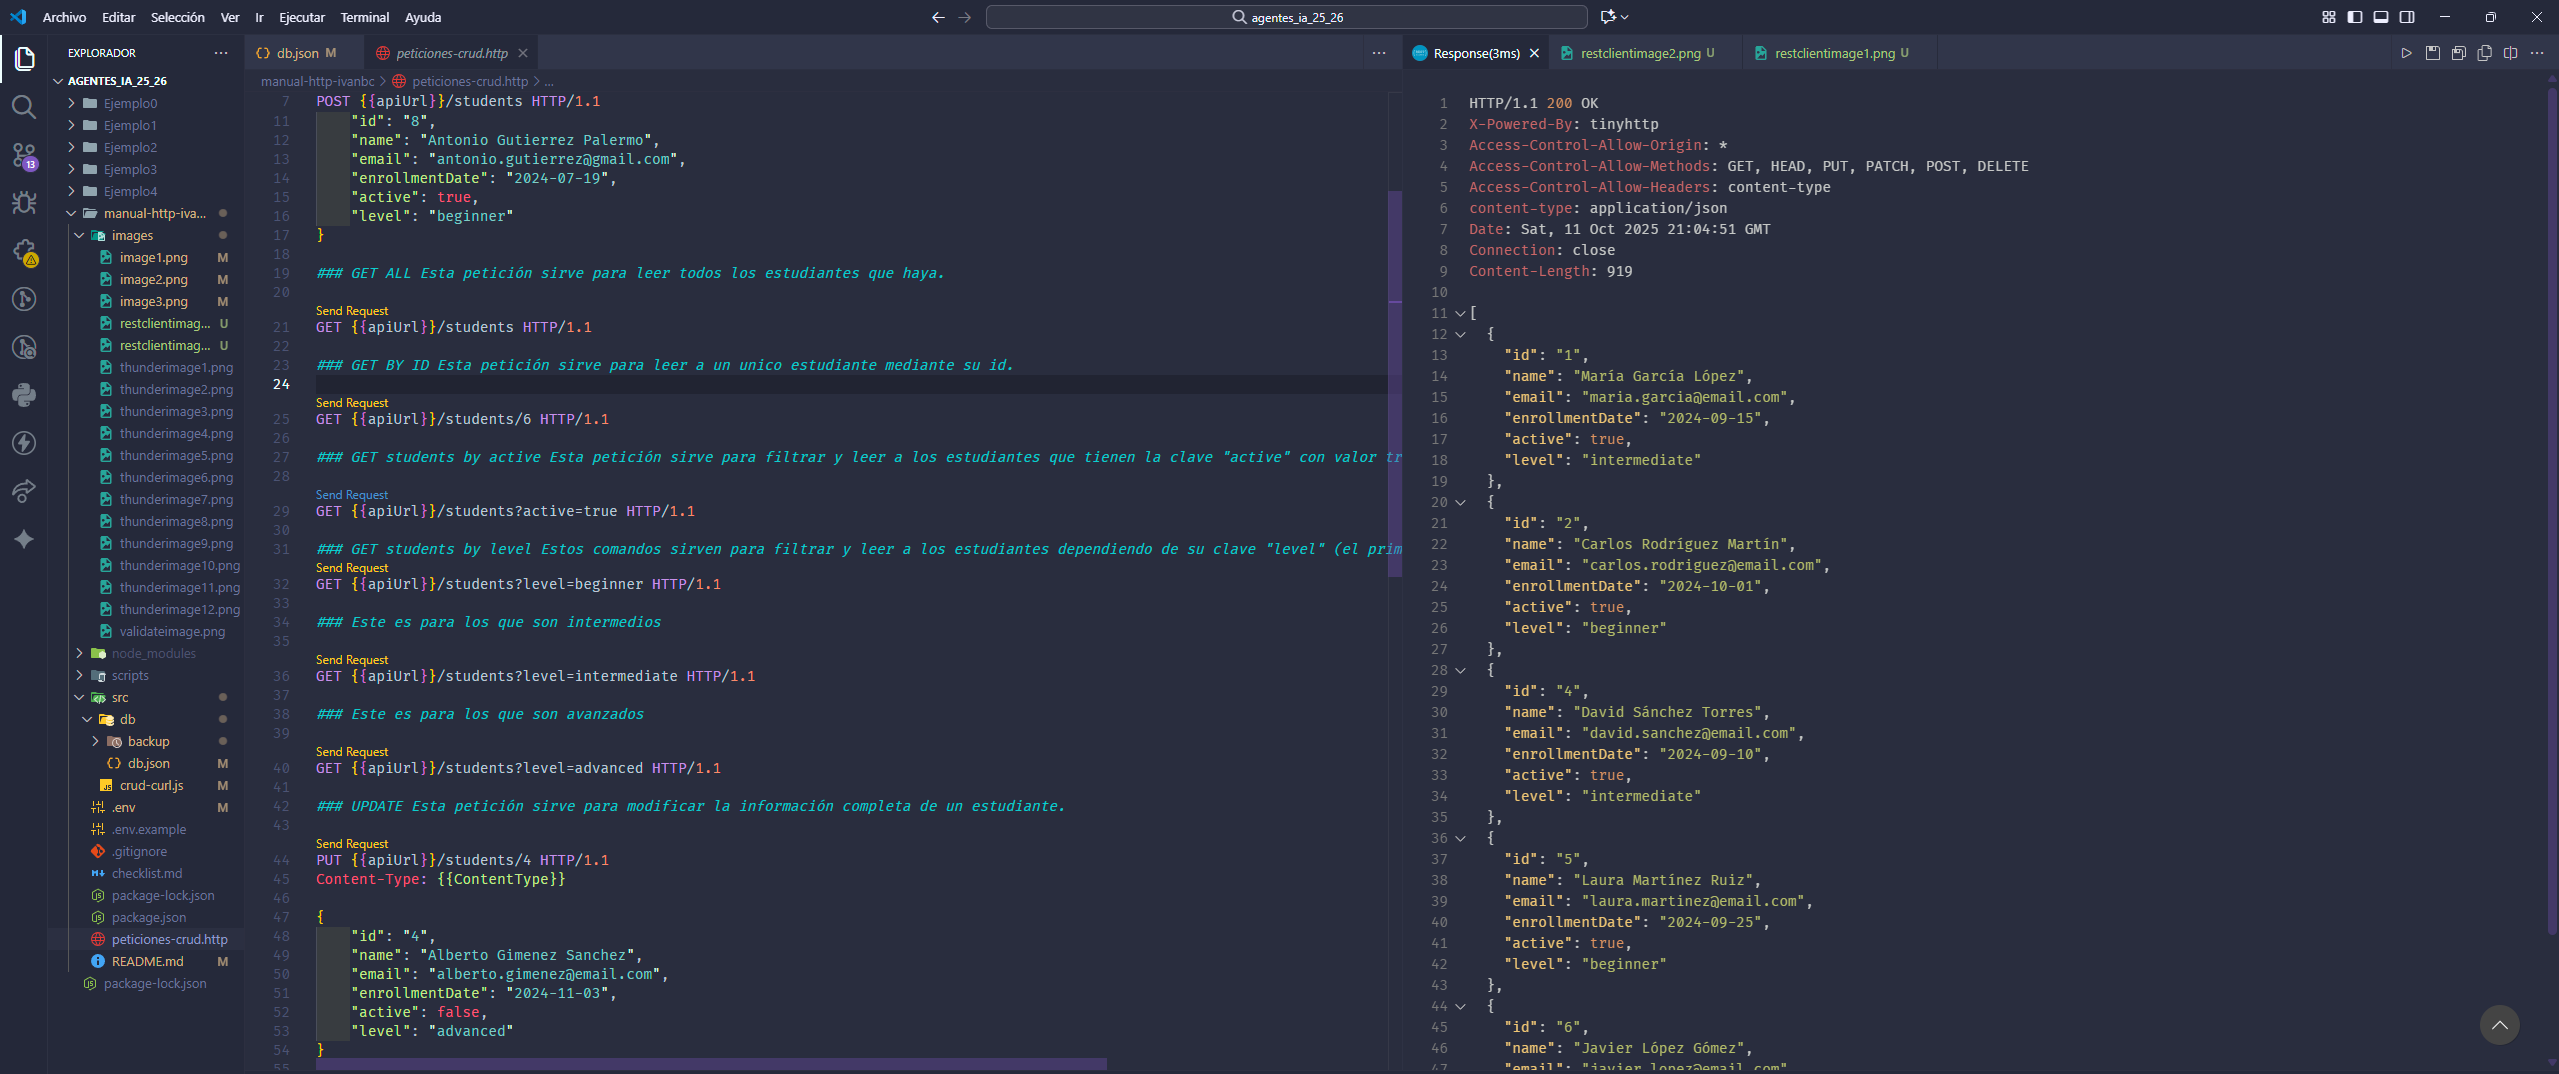 Archivo Editar Selección Ver Ir Ejecutar Terminal Ayuda
agentes_ia_25_26
EXPLORADOR
AGENTES_IA_25_26
Ejemplo0
Ejemplo1
Ejemplo2
Ejemplo3
Ejemplo4
manual-http-iva...
images
image1.png M
image2.png M
image3.png M
restclientimag... U
restclientimag... U
thunderimage1.png
thunderimage2.png
thunderimage3.png
thunderimage4.png
thunderimage5.png
thunderimage6.png
thunderimage7.png
thunderimage8.png
thunderimage9.png
thunderimage10.png
thunderimage11.png
thunderimage12.png
validateimage.png
node_modules
scripts
src
db
backup
db.json M
crud-curl.js M
.env M
.env.example
.gitignore
checklist.md
package-lock.json
package.json
peticiones-crud.http
README.md M
package-lock.json
13
db.json M
peticiones-crud.http
manual-http-ivanbc > peticiones-crud.http > ...
7 POST {{apiUrl}}/students HTTP/1.1
11 "id": "8",
12 "name": "Antonio Gutierrez Palermo",
13 "email": "antonio.gutierrez@gmail.com",
14 "enrollmentDate": "2024-07-19",
15 "active": true,
16 "level": "beginner"
17 }
18
19 ### GET ALL Esta petición sirve para leer todos los estudiantes que haya.
20
Send Request
21 GET {{apiUrl}}/students HTTP/1.1
22
23 ### GET BY ID Esta petición sirve para leer a un unico estudiante mediante su id.
24
Send Request
25 GET {{apiUrl}}/students/6 HTTP/1.1
26
27 ### GET students by active Esta petición sirve para filtrar y leer a los estudiantes que tienen la clave "active" con valor tr
28
Send Request
29 GET {{apiUrl}}/students?active=true HTTP/1.1
30
31 ### GET students by level Estos comandos sirven para filtrar y leer a los estudiantes dependiendo de su clave "level" (el prim
Send Request
32 GET {{apiUrl}}/students?level=beginner HTTP/1.1
33
34 ### Este es para los que son intermedios
35
Send Request
36 GET {{apiUrl}}/students?level=intermediate HTTP/1.1
37
38 ### Este es para los que son avanzados
39
Send Request
40 GET {{apiUrl}}/students?level=advanced HTTP/1.1
41
42 ### UPDATE Esta petición sirve para modificar la información completa de un estudiante.
43
Send Request
44 PUT {{apiUrl}}/students/4 HTTP/1.1
45 Content-Type: {{ContentType}}
46
47 {
48 "id": "4",
49 "name": "Alberto Gimenez Sanchez",
50 "email": "alberto.gimenez@email.com",
51 "enrollmentDate": "2024-11-03",
52 "active": false,
53 "level": "advanced"
54 }
55
Response(3ms)
restclientimage2.png U
restclientimage1.png U
1 HTTP/1.1 200 OK
2 X-Powered-By: tinyhttp
3 Access-Control-Allow-Origin: *
4 Access-Control-Allow-Methods: GET, HEAD, PUT, PATCH, POST, DELETE
5 Access-Control-Allow-Headers: content-type
6 content-type: application/json
7 Date: Sat, 11 Oct 2025 21:04:51 GMT
8 Connection: close
9 Content-Length: 919
10
11 [
12 {
13 "id": "1",
14 "name": "María García López",
15 "email": "maria.garcia@email.com",
16 "enrollmentDate": "2024-09-15",
17 "active": true,
18 "level": "intermediate"
19 },
20 {
21 "id": "2",
22 "name": "Carlos Rodríguez Martín",
23 "email": "carlos.rodriguez@email.com",
24 "enrollmentDate": "2024-10-01",
25 "active": true,
26 "level": "beginner"
27 },
28 {
29 "id": "4",
30 "name": "David Sánchez Torres",
31 "email": "david.sanchez@email.com",
32 "enrollmentDate": "2024-09-10",
33 "active": true,
34 "level": "intermediate"
35 },
36 {
37 "id": "5",
38 "name": "Laura Martínez Ruiz",
39 "email": "laura.martinez@email.com",
40 "enrollmentDate": "2024-09-25",
41 "active": true,
42 "level": "beginner"
43 },
44 {
45 "id": "6",
46 "name": "Javier López Gómez",
47 "email": "javier.lopez@email.com"